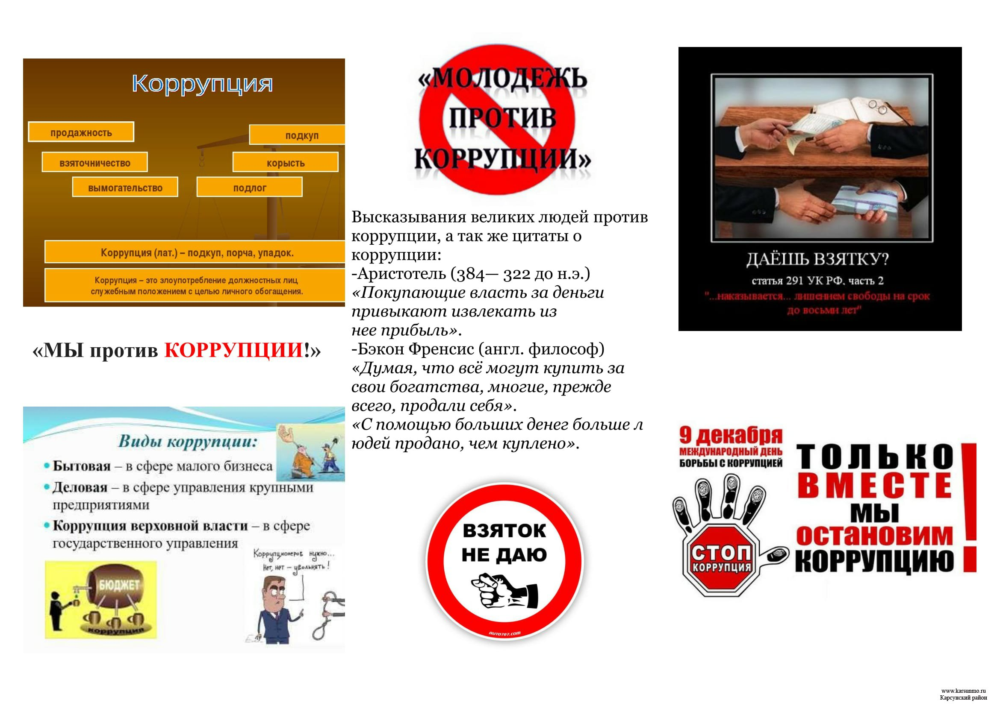 Коррупция
продажность
подкуп
взяточничество
корысть
вымогательство
подлог
Коррупция (лат.) – подкуп, порча, упадок.
Коррупция – это злоупотребление должностных лиц
служебным положением с целью личного обогащения.
«МЫ против КОРРУПЦИИ!»
Виды коррупции:
• Бытовая – в сфере малого бизнеса
• Деловая – в сфере управления крупными
предприятиями
• Коррупция верховной власти – в сфере
государственного управления
БЮДЖЕТ
коррупция
Коррупционеров нужно...
Нет, нет – увольнять!
«МОЛОДЕЖЬ
ПРОТИВ
КОРРУПЦИИ»
Высказывания великих людей против
коррупции, а так же цитаты о
коррупции:
-Аристотель (384— 322 до н.э.)
«Покупающие власть за деньги
привыкают извлекать из
нее прибыль».
-Бэкон Френсис (англ. философ)
«Думая, что всё могут купить за
свои богатства, многие, прежде
всего, продали себя».
«С помощью больших денег больше л
юдей продано, чем куплено».
ВЗЯТОК
НЕ ДАЮ
AUTO707.COM
ДАЁШЬ ВЗЯТКУ?
статья 291 УК РФ, часть 2
"...наказывается... лишением свободы на срок
до восьми лет"
9 декабря
МЕЖДУНАРОДНЫЙ ДЕНЬ
БОРЬБЫ С КОРРУПЦИЕЙ
СТОП
КОРРУПЦИЯ
ТОЛЬКО
ВМЕСТЕ
МЫ
ОСТАНОВИМ
КОРРУПЦИЮ!
www.karsunmo.ru
Карсунский район